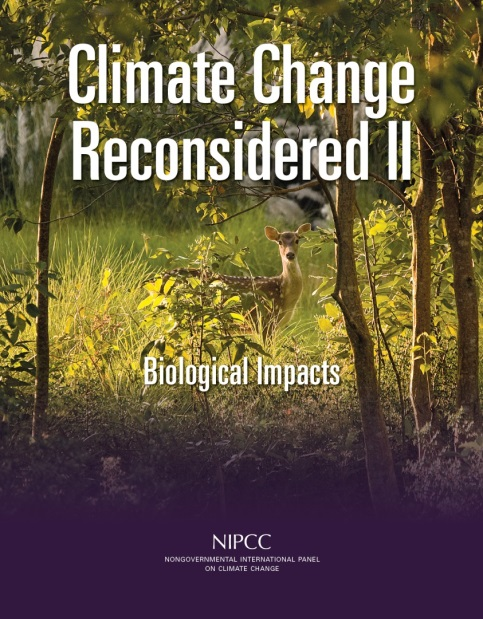 Climate Change
Reconsidered II
Biological Impacts
NIPCC
NONGOVERNMENTAL INTERNATIONAL PANEL
ON CLIMATE CHANGE